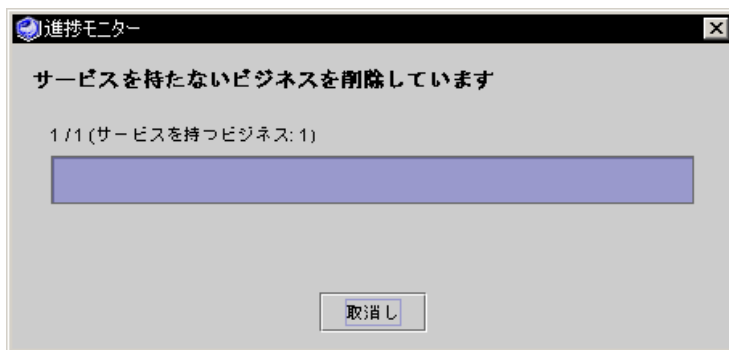 進捗モニター
サービスを持たないビジネスを削除しています
1 /1 (サービスを持つビジネス: 1)
取消し